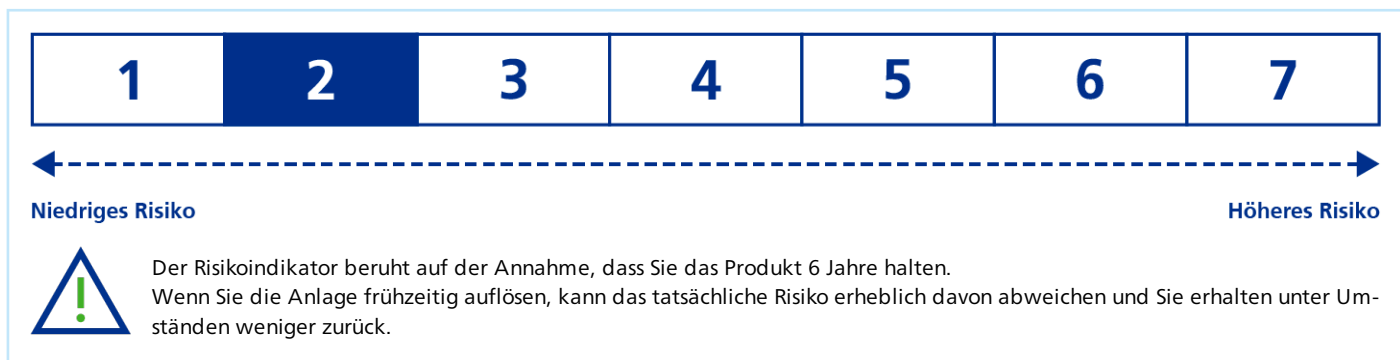 1 2 3 4 5 6 7
Niedriges Risiko Höheres Risiko
Der Risikoindikator beruht auf der Annahme, dass Sie das Produkt 6 Jahre halten.
Wenn Sie die Anlage frühzeitig auflösen, kann das tatsächliche Risiko erheblich davon abweichen und Sie erhalten unter Um-
ständen weniger zurück.